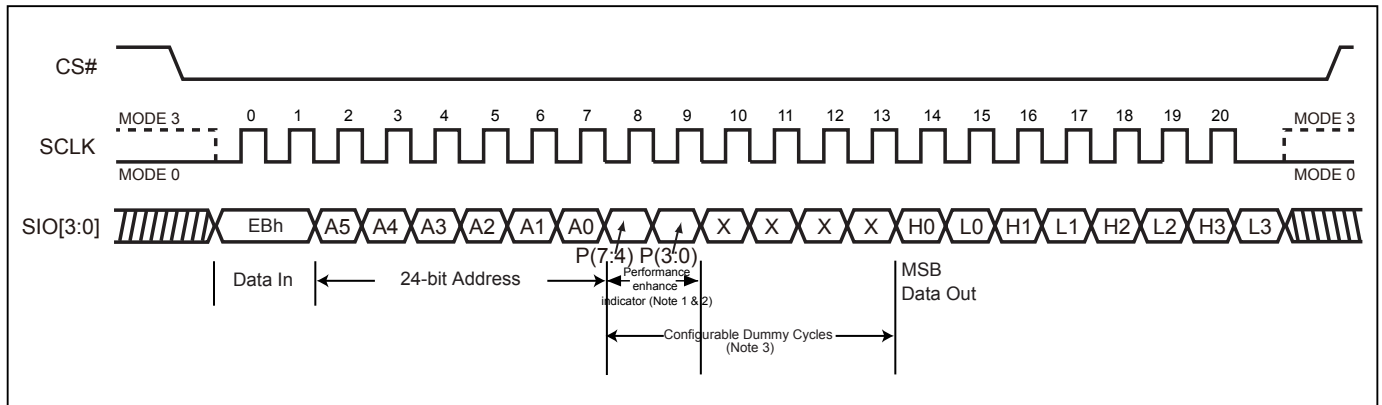 CS#
MODE 3 0 1 2 3 4 5 6 7 8 9 10 11 12 13 14 15 16 17 18 19 20 MODE 3
SCLK
MODE 0 MODE 0
SIO[3:0] EBh A5 A4 A3 A2 A1 A0 X X X X H0 L0 H1 L1 H2 L2 H3 L3
P(7:4) P(3:0)
Data In 24-bit Address
Performance
enhance
indicator (Note 1 & 2)
MSB
Data Out
Configurable Dummy Cycles
(Note 3)